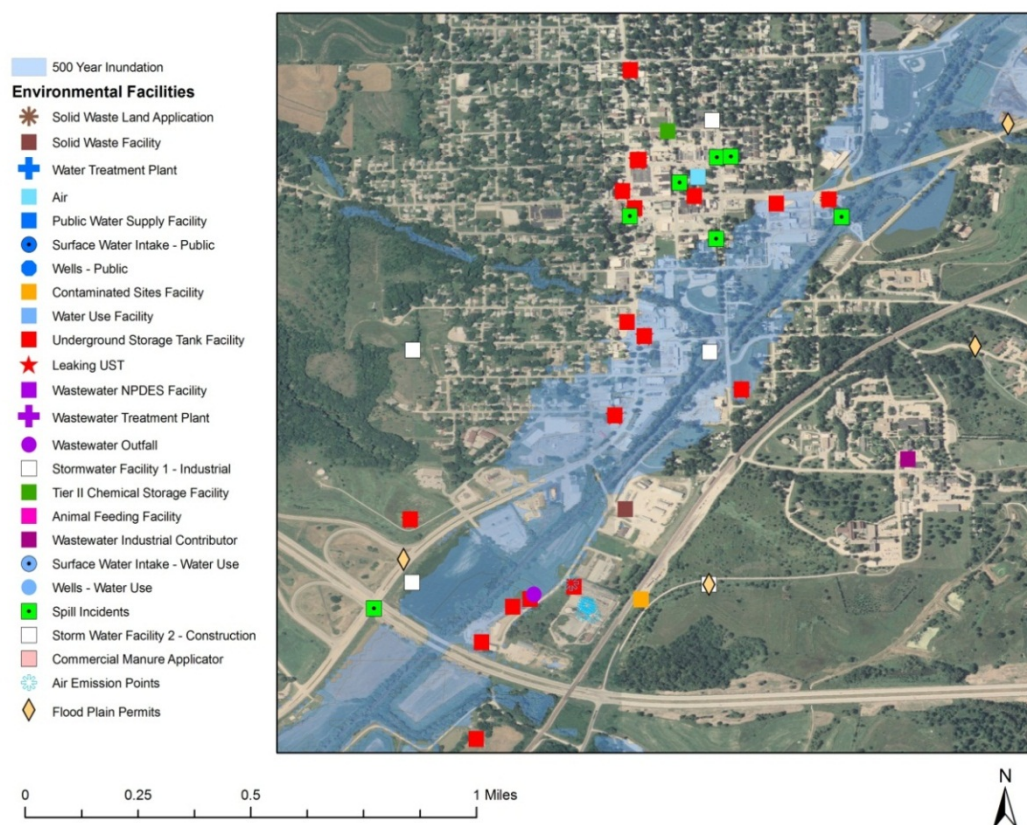 500 Year Inundation
Environmental Facilities
Solid Waste Land Application
Solid Waste Facility
Water Treatment Plant
Air
Public Water Supply Facility
Surface Water Intake - Public
Wells - Public
Contaminated Sites Facility
Water Use Facility
Underground Storage Tank Facility
Leaking UST
Wastewater NPDES Facility
Wastewater Treatment Plant
Wastewater Outfall
Stormwater Facility 1 - Industrial
Tier II Chemical Storage Facility
Animal Feeding Facility
Wastewater Industrial Contributor
Surface Water Intake - Water Use
Wells - Water Use
Spill Incidents
Storm Water Facility 2 - Construction
Commercial Manure Applicator
Air Emission Points
Flood Plain Permits
0 0.25 0.5 1 Miles
N